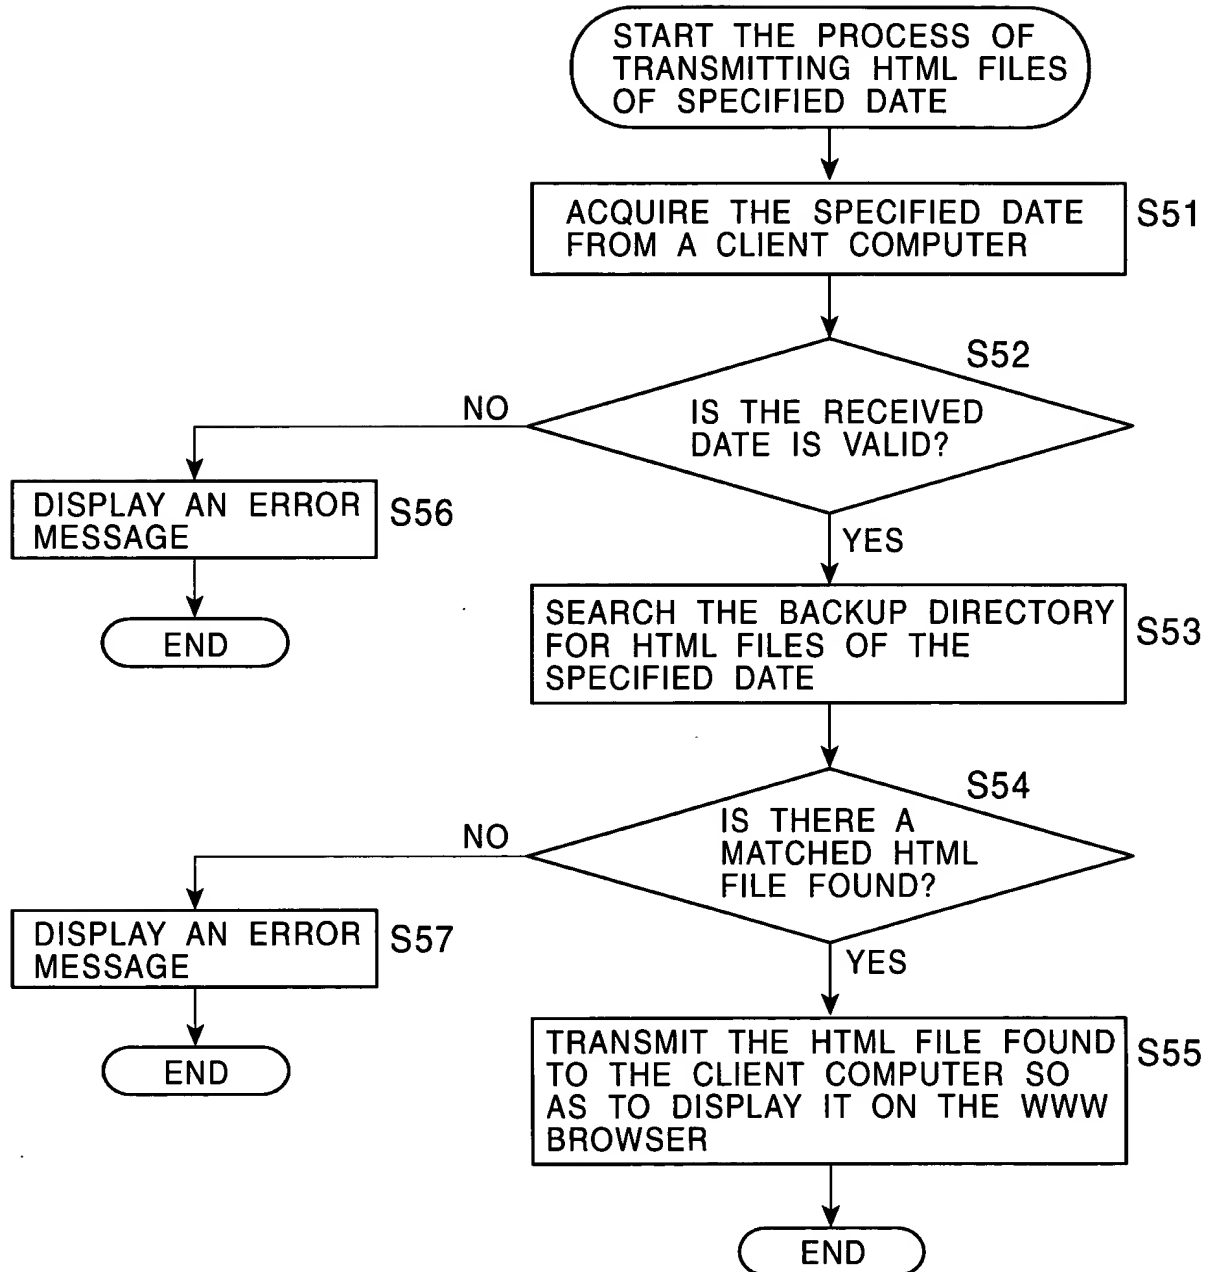 START THE PROCESS OF
TRANSMITTING HTML FILES
OF SPECIFIED DATE
ACQUIRE THE SPECIFIED DATE
FROM A CLIENT COMPUTER
S51
S52
IS THE RECEIVED
DATE IS VALID?
NO
YES
DISPLAY AN ERROR
MESSAGE
S56
END
SEARCH THE BACKUP DIRECTORY
FOR HTML FILES OF THE
SPECIFIED DATE
S53
S54
IS THERE A
MATCHED HTML
FILE FOUND?
NO
YES
DISPLAY AN ERROR
MESSAGE
S57
END
TRANSMIT THE HTML FILE FOUND
TO THE CLIENT COMPUTER SO
AS TO DISPLAY IT ON THE WWW
BROWSER
S55
END